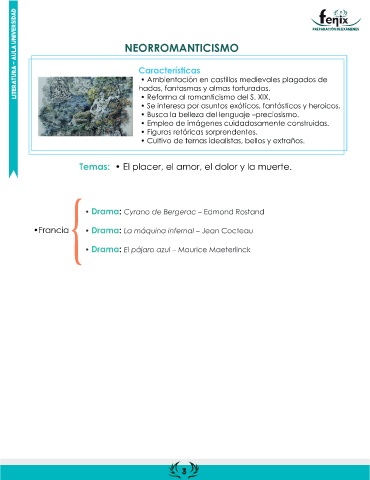 LITERATURA – AULA UNIVERSIDAD
fenix
PREPARACIÓN DE EXÁMENES
NEORROMANTICISMO
Características
• Ambientación en castillos medievales plagados de
hadas, fantasmas y almas torturadas.
• Reforma al romanticismo del S. XIX.
• Se interesa por asuntos exóticos, fantásticos y heroicos.
• Busca la belleza del lenguaje –preciosismo.
• Empleo de imágenes cuidadosamente construidas.
• Figuras retóricas sorprendentes.
• Cultivo de temas idealistas, bellos y extraños.
Temas: • El placer, el amor, el dolor y la muerte.
• Drama: Cyrano de Bergerac – Edmond Rostand
•Francia
• Drama: La máquina infernal – Jean Cocteau
• Drama: El pájaro azul – Maurice Maeterlinck
3